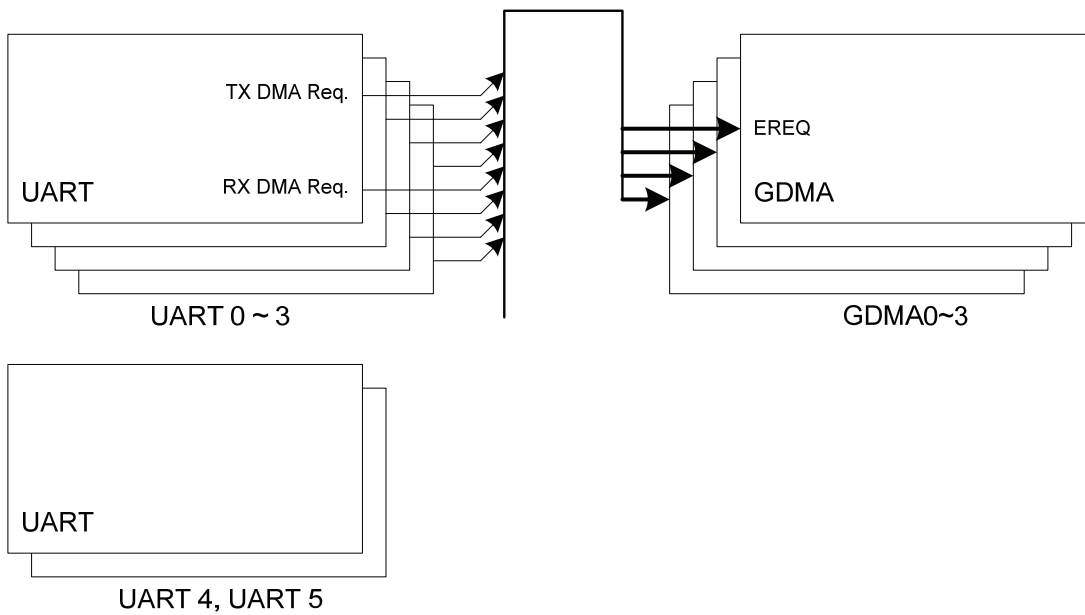 TX DMA Req.
RX DMA Req.
UART
UART 0 ~ 3
EREQ
GDMA
GDMA0~3
UART
UART 4, UART 5